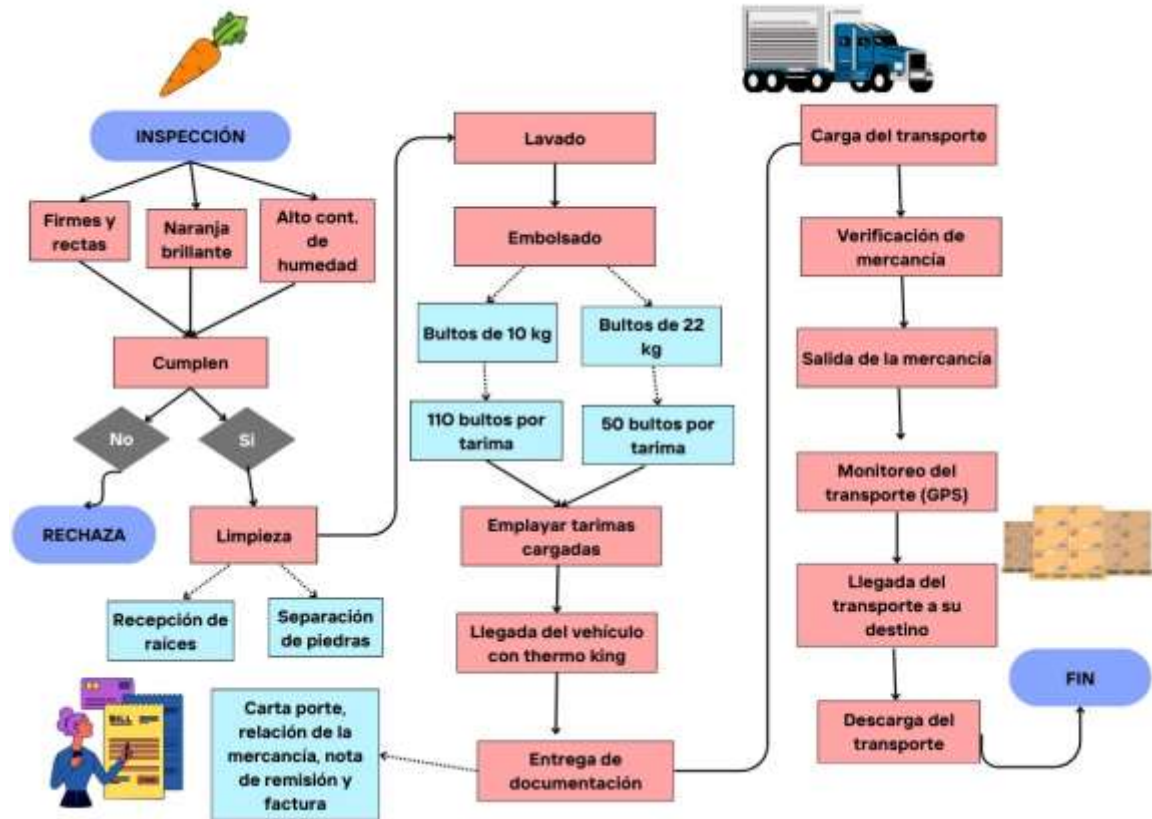 INSPECCIÓN
Firmes y
rectas
Naranja
brillante
Alto cont.
de
humedad
Cumplen
No
Si
RECHAZA
Limpieza
Recepción de
raíces
Separación
de piedras
Lavado
Embolsado
Bultos de 10 kg
Bultos de 22
kg
110 bultos por
tarima
50 bultos por
tarima
Emplayar tarimas
cargadas
Llegada del vehículo
con thermo king
Entrega de
documentación
Carta porte,
relación de la
mercancía, nota
de remisión y
factura
BILL
Carga del transporte
Verificación de
mercancía
Salida de la mercancía
Monitoreo del
transporte (GPS)
Llegada del
transporte a su
destino
Descarga del
transporte
FIN